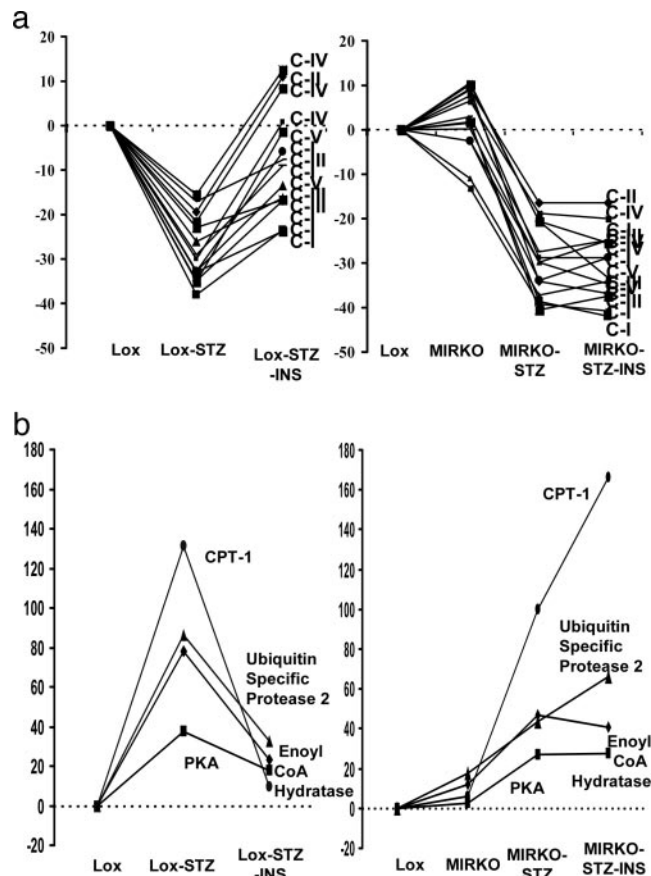 a
20
10
0
-10
-20
-30
-40
-50
Lox
Lox-STZ
Lox-STZ
-INS
C-IV
C-II
C-IV
C-IV
C-V
C-I
C-II
C-V
C-I
20
10
0
-10
-20
-30
-40
-50
Lox
MIRKO
MIRKO-
STZ
MIRKO-
STZ-INS
C-II
C-IV
C-I
b
180
160
140
120
100
80
60
40
20
0
-20
CPT-1
Ubiquitin
Specific
Protease 2
Enoyl
CoA
Hydratase
PKA
Lox
Lox-STZ
Lox-STZ
-INS
180
160
140
120
100
80
60
40
20
0
-20
CPT-1
Ubiquitin
Specific
Protease 2
Enoyl
CoA
Hydratase
PKA
Lox
MIRKO
MIRKO-
STZ
MIRKO-
STZ-INS